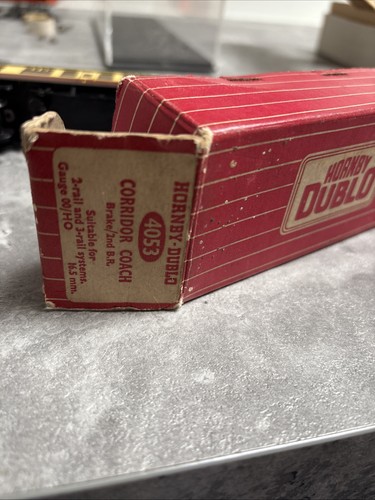 HORNBY-DUBLO
4053
CORRIDOR COACH
Brake/2nd B.R.
Suitable for
2-rail and 3-rail systems.
Gauge 00/HO 16.5 mm.
HORNBY
DUBLO